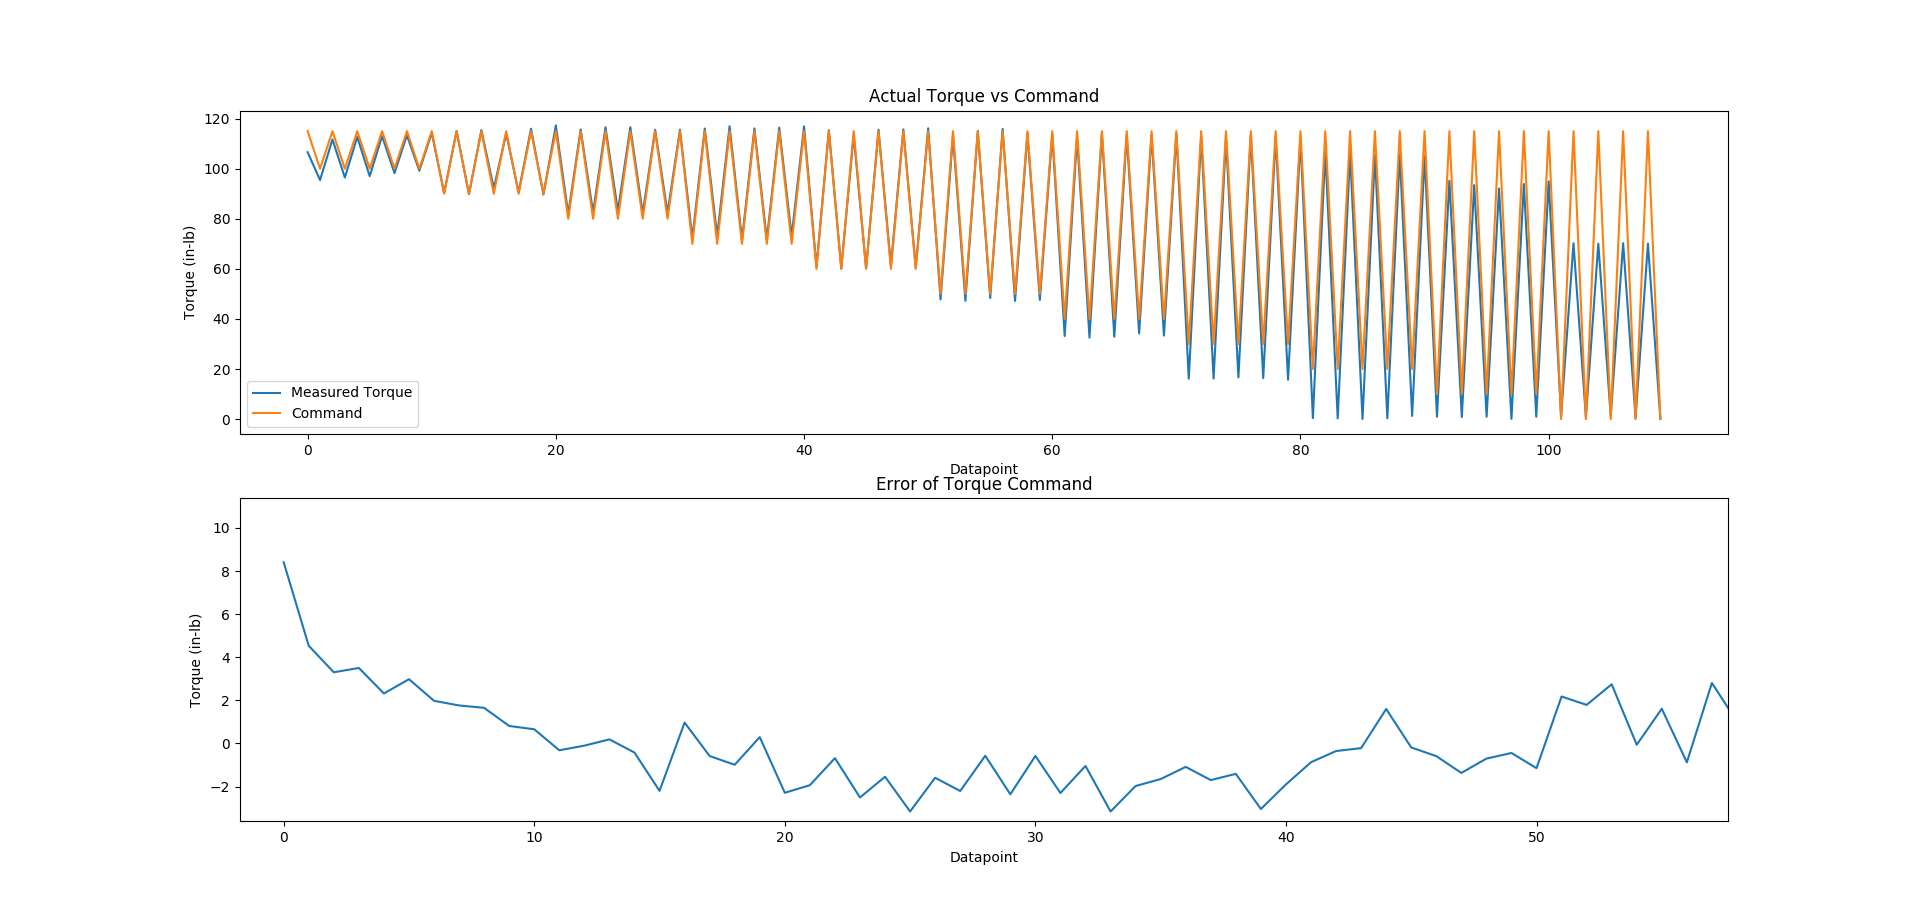 Actual Torque vs Command
120
100
80
60
40
20
0
Torque (in-lb)
Measured Torque
Command
0 20 40 60 80 100
Datapoint
Error of Torque Command
10
8
6
4
2
0
−2
Torque (in-lb)
0 10 20 30 40 50
Datapoint